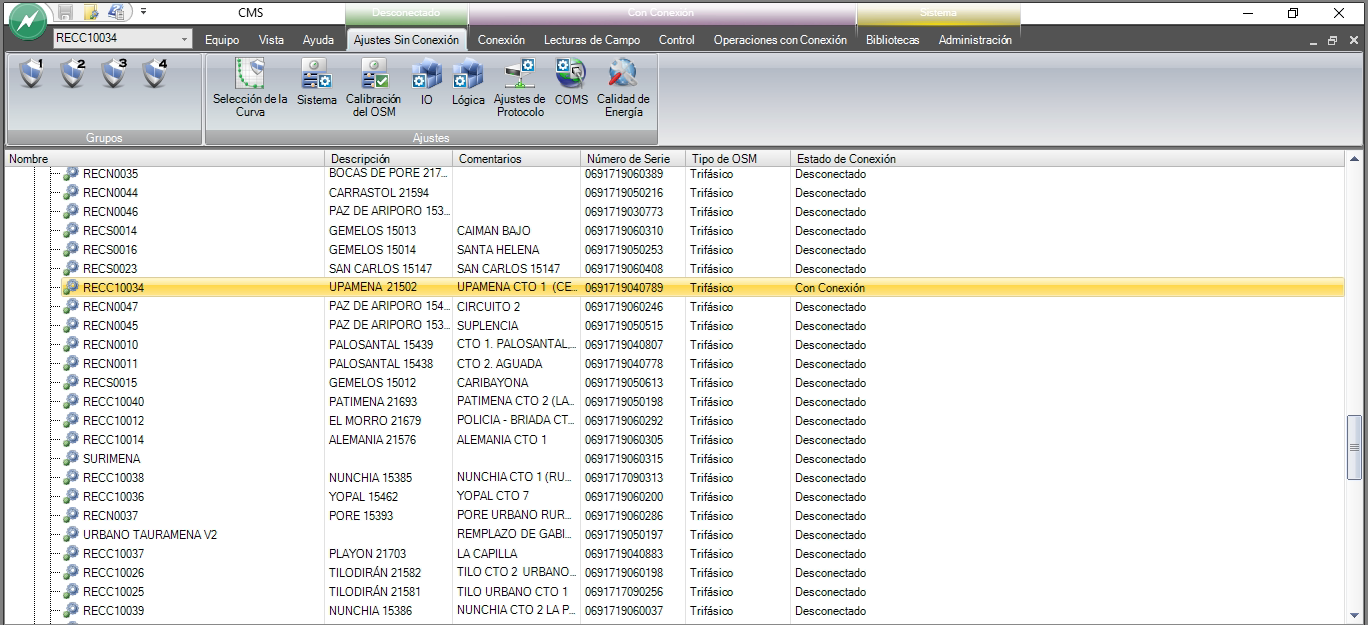 CMS
Desconectado
Con Conexión
Sistema
RECC10034
Equipo Vista Ayuda Ajustes Sin Conexión Conexión Lecturas de Campo Control Operaciones con Conexión Bibliotecas Administración
1 2 3 4
Selección de la Curva
Sistema
Calibración del OSM
IO
Lógica
Ajustes de Protocolo
COMS
Calidad de Energía
Grupos
Ajustes
Nombre Descripción Comentarios Número de Serie Tipo de OSM Estado de Conexión
RECN0035 BOCAS DE PORE 217... 0691719060389 Trifásico Desconectado
RECN0044 CARRASTOL 21594 0691719050216 Trifásico Desconectado
RECN0046 PAZ DE ARIPORO 153... 0691719030773 Trifásico Desconectado
RECS0014 GEMELOS 15013 CAIMAN BAJO 0691719060310 Trifásico Desconectado
RECS0016 GEMELOS 15014 SANTA HELENA 0691719050253 Trifásico Desconectado
RECS0023 SAN CARLOS 15147 SAN CARLOS 15147 0691719060408 Trifásico Desconectado
RECC10034 UPAMENA 21502 UPAMENA CTO 1 (CE... 0691719040789 Trifásico Con Conexión
RECN0047 PAZ DE ARIPORO 154... CIRCUITO 2 0691719060246 Trifásico Desconectado
RECN0045 PAZ DE ARIPORO 153... SUPLENCIA 0691719050515 Trifásico Desconectado
RECN0010 PALOSANTAL 15439 CTO 1. PALOSANTAL,... 0691719040807 Trifásico Desconectado
RECN0011 PALOSANTAL 15438 CTO 2. AGUADA 0691719040778 Trifásico Desconectado
RECS0015 GEMELOS 15012 CARIBAYONA 0691719050613 Trifásico Desconectado
RECC10040 PATIMENA 21693 PATIMENA CTO 2 (LA... 0691719050198 Trifásico Desconectado
RECC10012 EL MORRO 21679 POLICIA - BRIADA CT... 0691719060292 Trifásico Desconectado
RECC10014 ALEMANIA 21576 ALEMANIA CTO 1 0691719060305 Trifásico Desconectado
SURIMENA 0691719060315 Trifásico Desconectado
RECC10038 NUNCHIA 15385 NUNCHIA CTO 1 (RU... 0691717090313 Trifásico Desconectado
RECC10036 YOPAL 15462 YOPAL CTO 7 0691719060200 Trifásico Desconectado
RECN0037 PORE 15393 PORE URBANO RUR... 0691719060286 Trifásico Desconectado
URBANO TAURAMENA V2 REMPLAZO DE GABI... 0691719050197 Trifásico Desconectado
RECC10037 PLAYON 21703 LA CAPILLA 0691719040883 Trifásico Desconectado
RECC10026 TILODIRÁN 21582 TILO CTO 2 URBANO... 0691719060198 Trifásico Desconectado
RECC10025 TILODIRÁN 21581 TILO URBANO CTO 1 0691717090256 Trifásico Desconectado
RECC10039 NUNCHIA 15386 NUNCHIA CTO 2 LA P... 0691719060037 Trifásico Desconectado